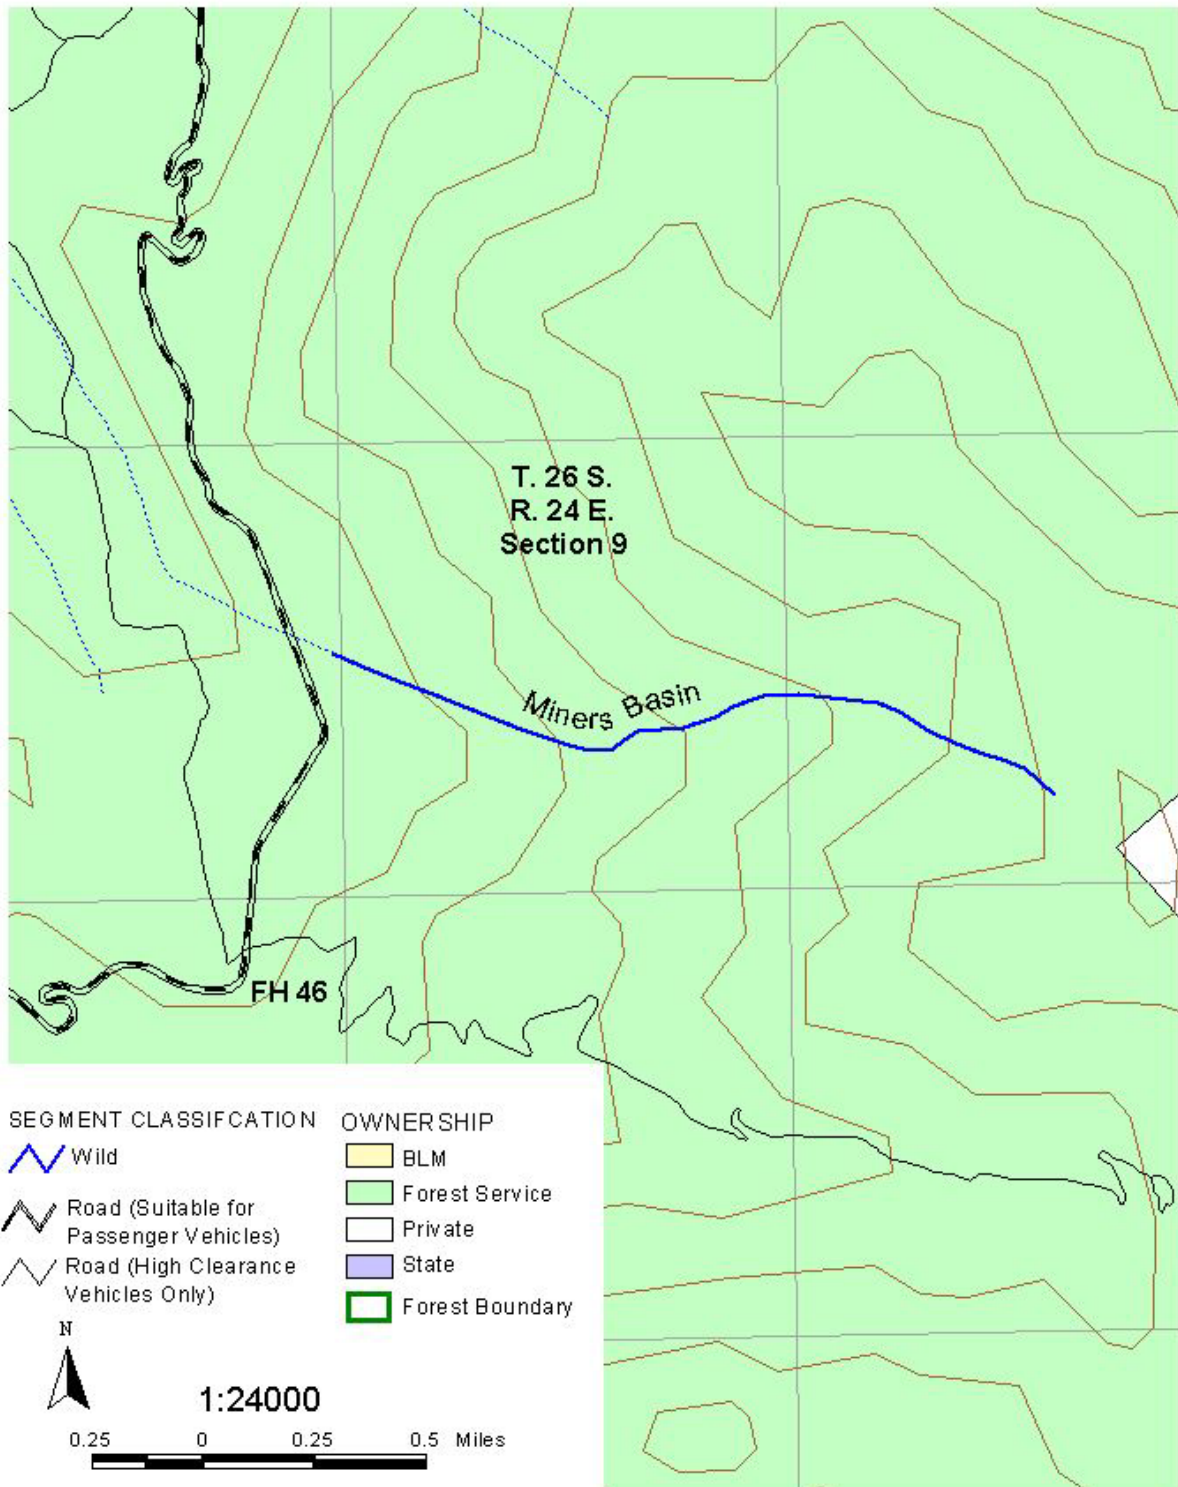 T. 26 S.
R. 24 E.
Section 9
Miners Basin
FH 46
SEGMENT CLASSIFCATION
Wild
Road (Suitable for
Passenger Vehicles)
Road (High Clearance
Vehicles Only)
OWNERSHIP
BLM
Forest Service
Private
State
Forest Boundary
N
1:24000
0.25 0 0.25 0.5 Miles